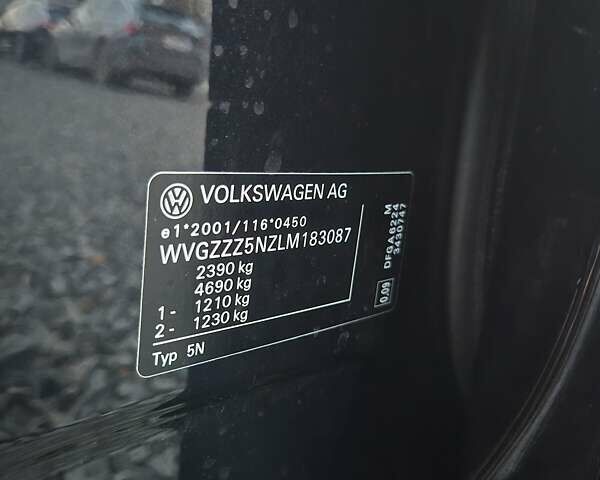 VOLKSWAGEN AG
e1*2001/116*0450
WVGZZZ5NZLM183087
2390 kg
4690 kg
1- 1210 kg
2- 1230 kg
Typ 5N
M
DFGA6224
3430747
0,09